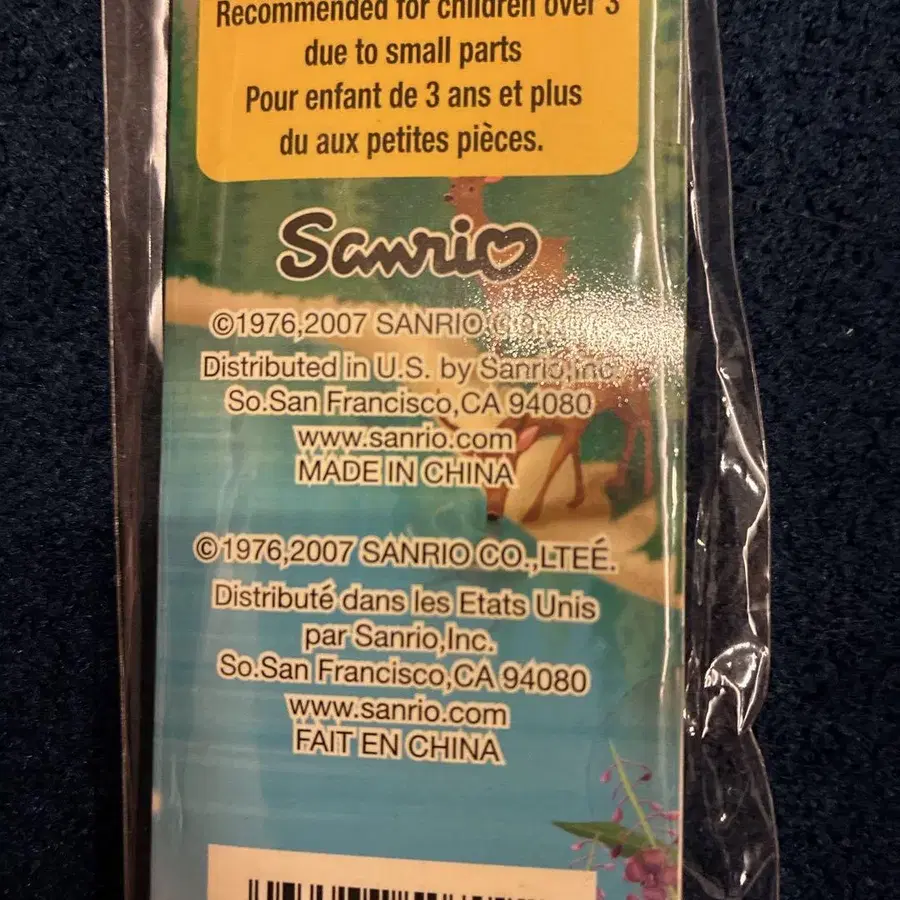 Recommended for children over 3
due to small parts
Pour enfant de 3 ans et plus
du aux petites pièces.
Sanrio
©1976,2007 SANRIO
Distributed in U.S. by Sanrio,Inc.
So.San Francisco,CA 94080
www.sanrio.com
MADE IN CHINA
©1976,2007 SANRIO CO.,LTEÉ.
Distribué dans les Etats Unis
par Sanrio,Inc.
So.San Francisco,CA 94080
www.sanrio.com
FAIT EN CHINA